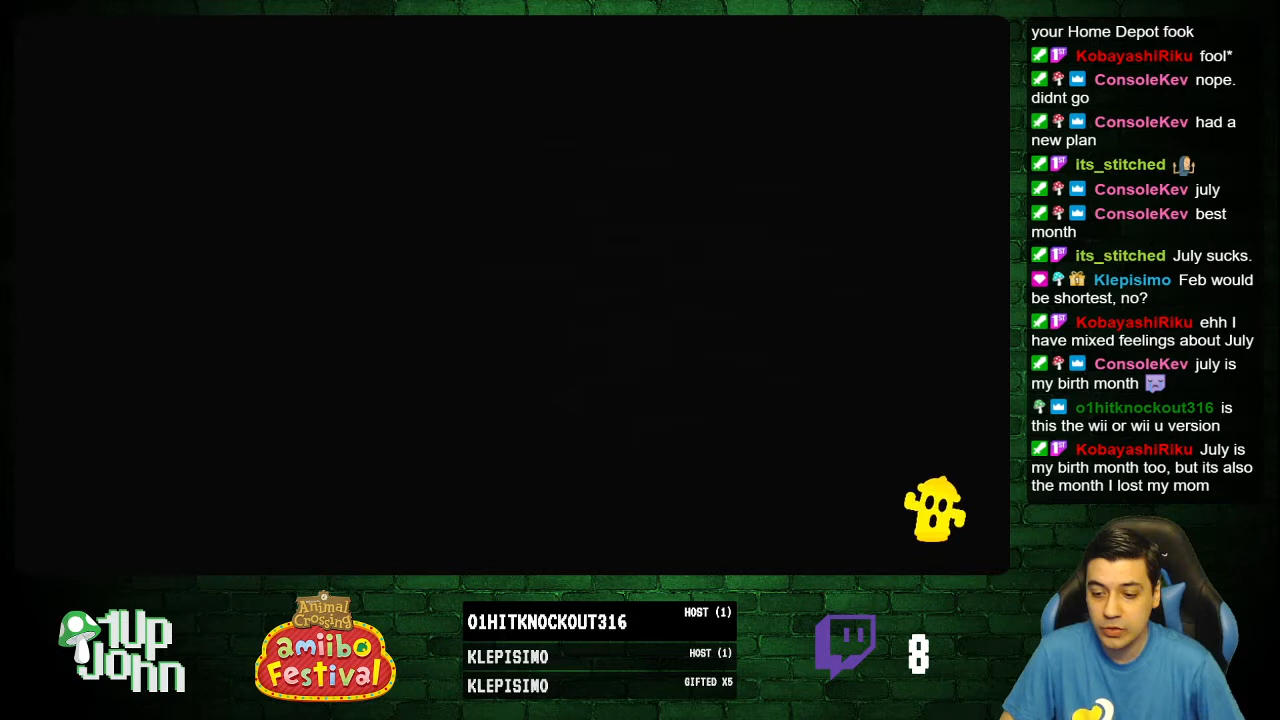 your Home Depot fook
KobayashiRiku fool*
ConsoleKev nope.
didnt go
ConsoleKev had a
new plan
its_stitched
ConsoleKev july
ConsoleKev best
month
its_stitched July sucks.
Klepisimo Feb would
be shortest, no?
KobayashiRiku ehh I
have mixed feelings about July
ConsoleKev july is
my birth month
o1hitknockout316 is
this the wii or wii u version
KobayashiRiku July is
my birth month too, but its also
the month I lost my mom
1Up
John
Animal
Crossing
amiibo
Festival
01HITKNOCKOUT316 HOST (1)
KLEPISIMO HOST (1)
KLEPISIMO GIFTED X5
8